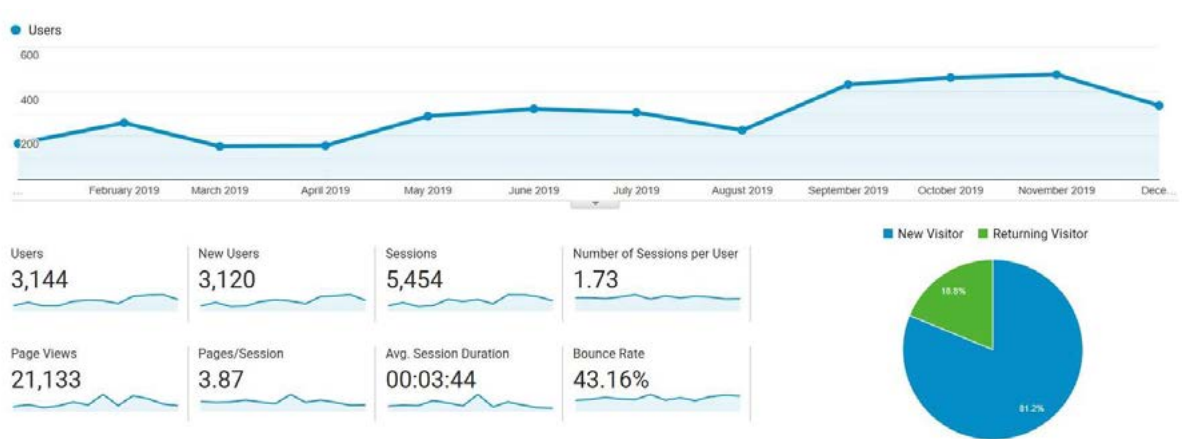 Users
600
400
200
...
February 2019
March 2019
April 2019
May 2019
June 2019
July 2019
August 2019
September 2019
October 2019
November 2019
Dece...
New Visitor
Returning Visitor
Users
New Users
Sessions
Number of Sessions per User
3,144
3,120
5,454
1.73
18.8%
Page Views
Pages/Session
Avg. Session Duration
Bounce Rate
21,133
3.87
00:03:44
43.16%
81.2%